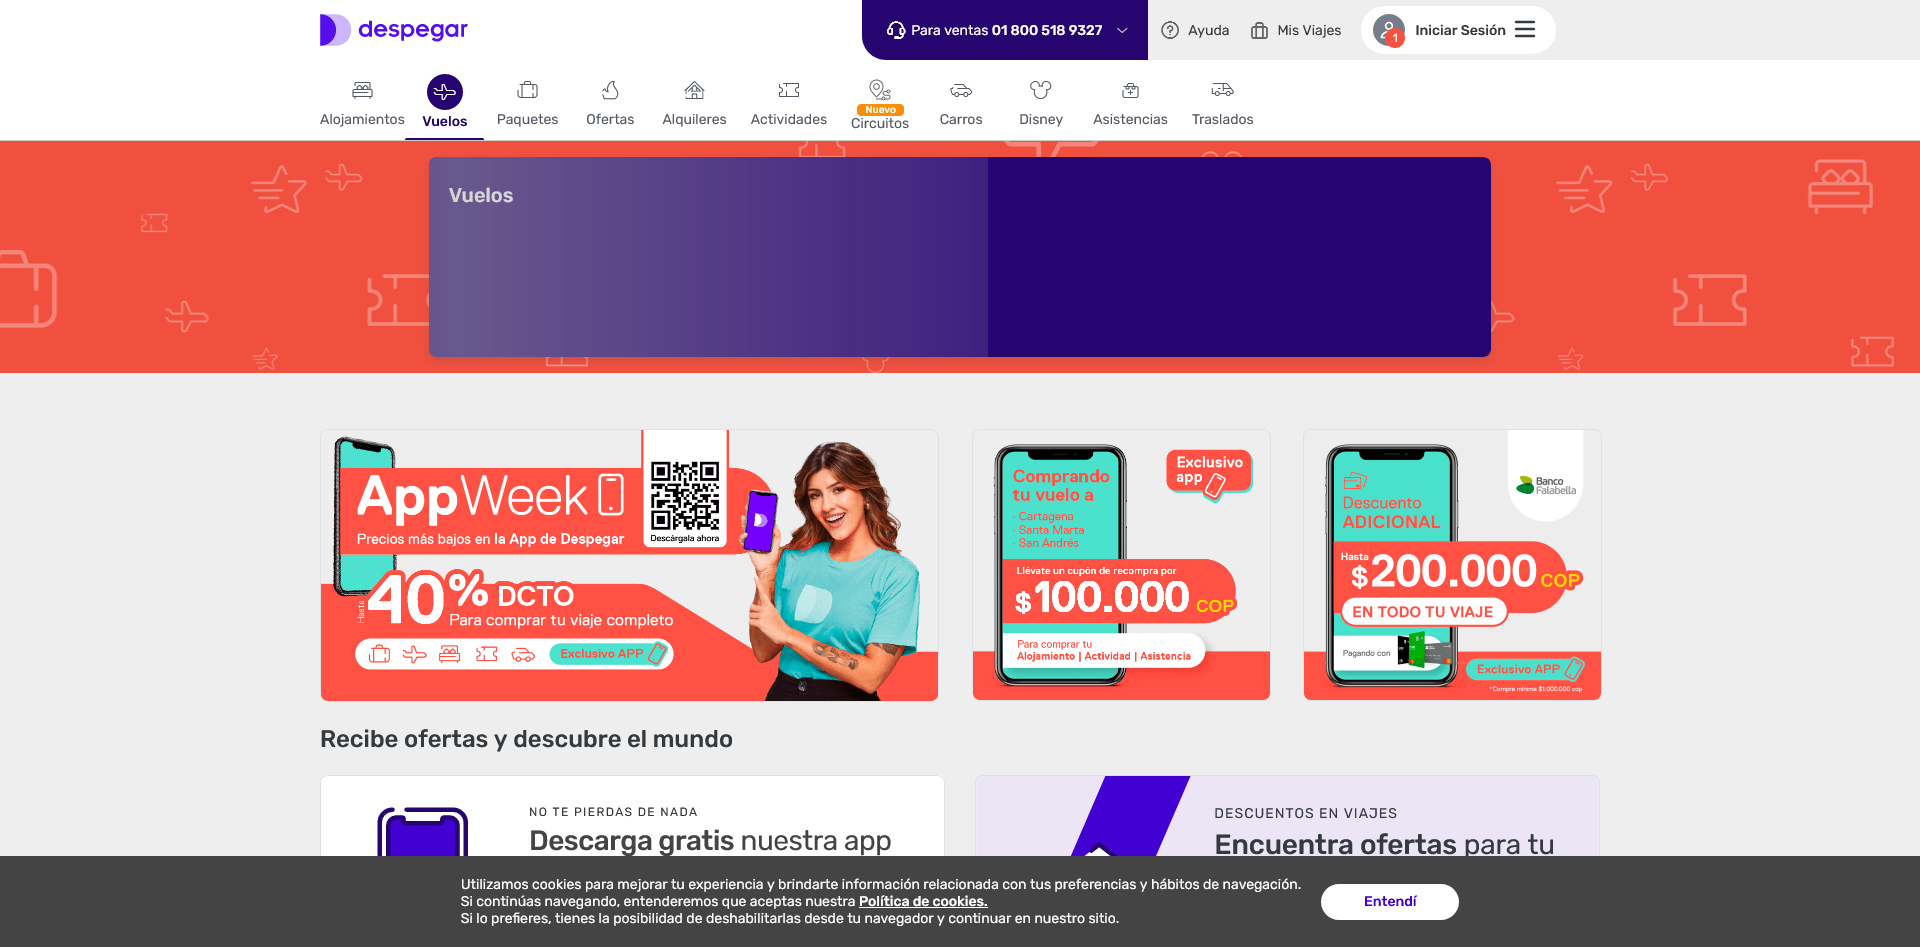 despegar
Para ventas 01 800 518 9327
Ayuda
Mis Viajes
1
Iniciar Sesión
Alojamientos
Vuelos
Paquetes
Ofertas
Alquileres
Actividades
Nuevo
Circuitos
Carros
Disney
Asistencias
Traslados
Vuelos
AppWeek
Precios más bajos en la App de Despegar
Descárgala ahora
Hasta
40% DCTO
Para comprar tu viaje completo
Exclusivo APP
Comprando
tu vuelo a
· Cartagena
· Santa Marta
· San Andrés
Exclusivo
app
Llévate un cupón de recompra por
$100.000 COP
Para comprar tu
Alojamiento | Actividad | Asistencia
Banco
Falabella
Descuento
ADICIONAL
Hasta
$200.000 COP
EN TODO TU VIAJE
Pagando con
Exclusivo APP
*Compra mínima $1.000.000 cop
Recibe ofertas y descubre el mundo
NO TE PIERDAS DE NADA
Descarga gratis nuestra app
DESCUENTOS EN VIAJES
Encuentra ofertas para tu
Utilizamos cookies para mejorar tu experiencia y brindarte información relacionada con tus preferencias y hábitos de navegación.
Si continúas navegando, entenderemos que aceptas nuestra Política de cookies.
Si lo prefieres, tienes la posibilidad de deshabilitarlas desde tu navegador y continuar en nuestro sitio.
Entendí